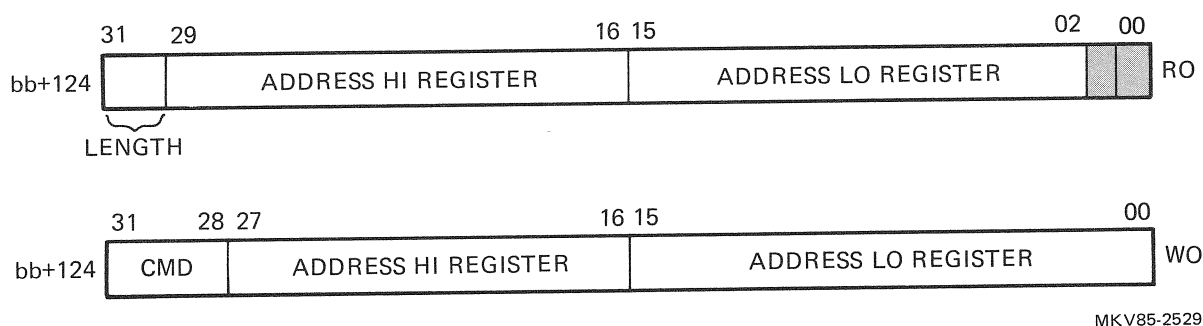 31 29 16 15 02 00
bb+124 ADDRESS HI REGISTER ADDRESS LO REGISTER RO
LENGTH
31 28 27 16 15 00
bb+124 CMD ADDRESS HI REGISTER ADDRESS LO REGISTER WO
MKV85-2529